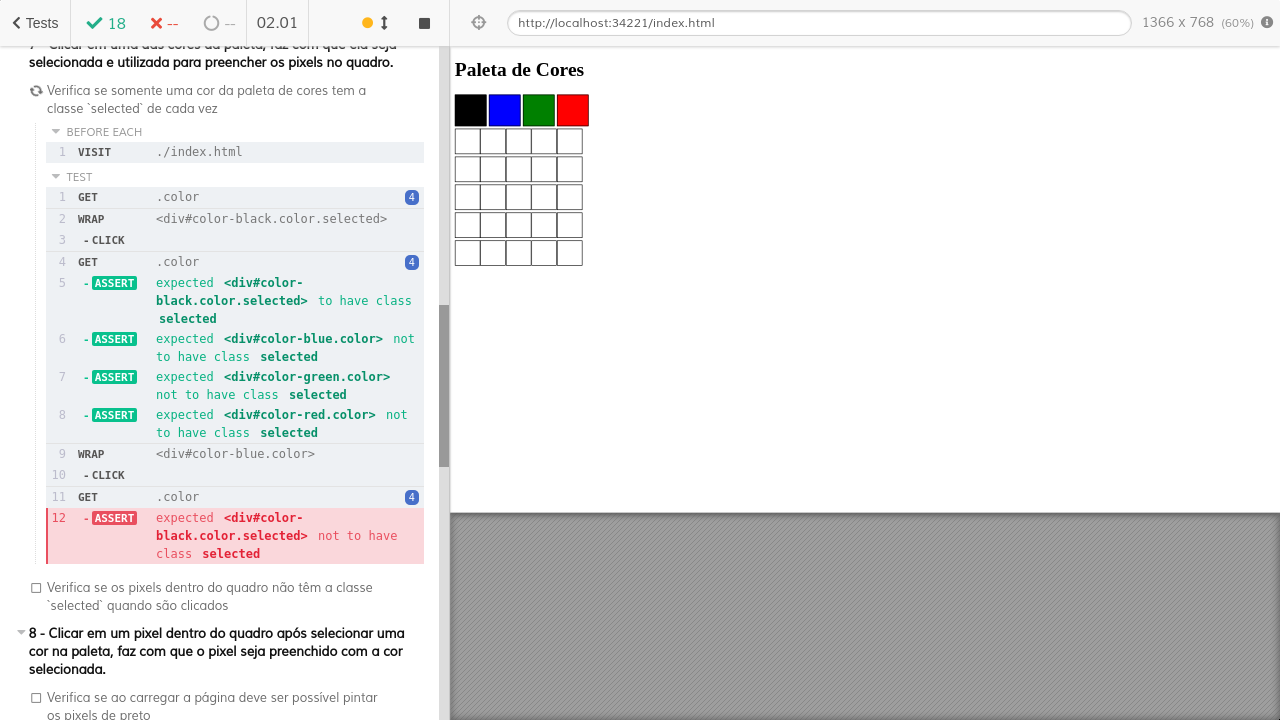 Tests
18
--
--
02.01
http://localhost:34221/index.html
1366 x 768 (60%)
7 - Clicar em uma das cores da paleta, faz com que ela seja
selecionada e utilizada para preencher os pixels no quadro.
Verifica se somente uma cor da paleta de cores tem a
classe `selected` de cada vez
BEFORE EACH
1 VISIT ./index.html
TEST
1 GET .color 4
2 WRAP <div#color-black.color.selected>
3 -CLICK
4 GET .color 4
5 -ASSERT expected <div#color-
black.color.selected> to have class
selected
6 -ASSERT expected <div#color-blue.color> not
to have class selected
7 -ASSERT expected <div#color-green.color>
not to have class selected
8 -ASSERT expected <div#color-red.color> not
to have class selected
9 WRAP <div#color-blue.color>
10 -CLICK
11 GET .color 4
12 -ASSERT expected <div#color-
black.color.selected> not to have
class selected
Verifica se os pixels dentro do quadro não têm a classe
`selected` quando são clicados
8 - Clicar em um pixel dentro do quadro após selecionar uma
cor na paleta, faz com que o pixel seja preenchido com a cor
selecionada.
Verifica se ao carregar a página deve ser possível pintar
os pixels de preto
Paleta de Cores